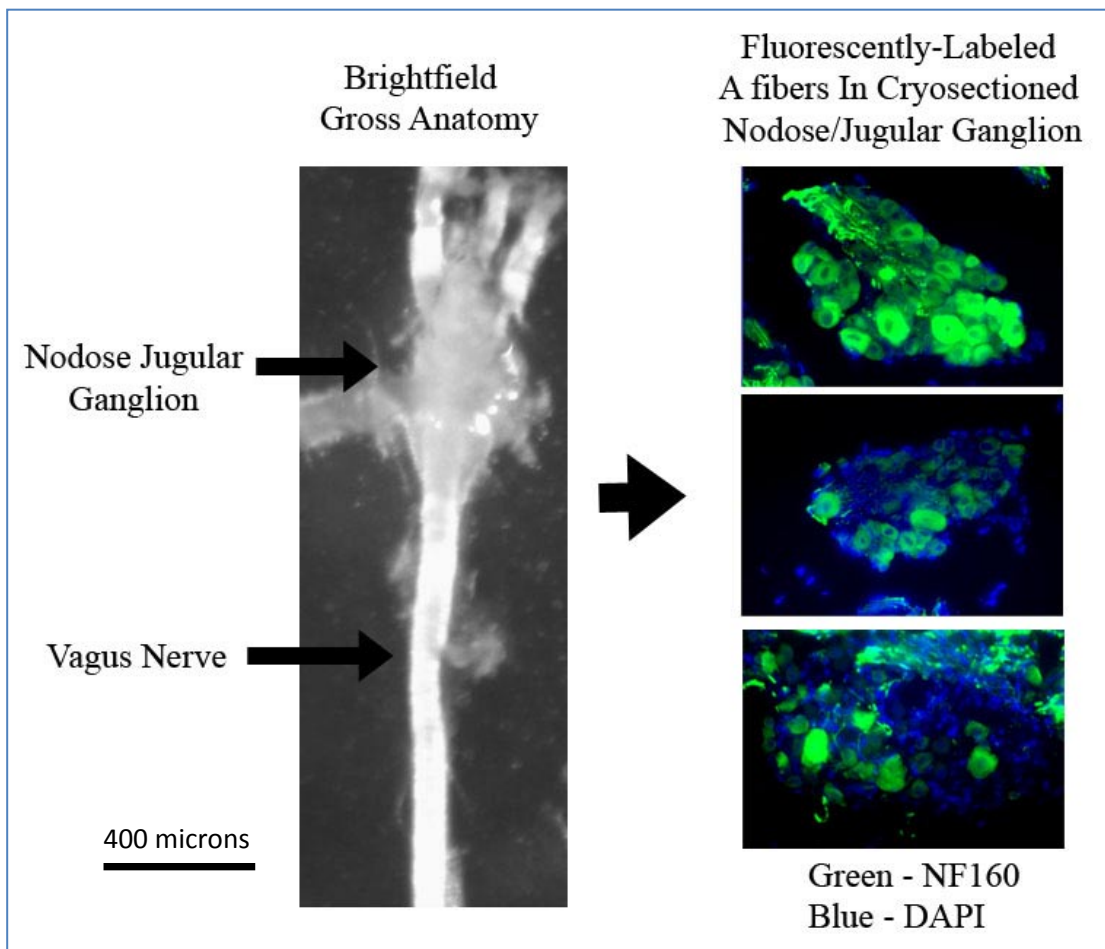 Brightfield
Gross Anatomy
Fluorescently-Labeled
A fibers In Cryosectioned
Nodose/Jugular Ganglion
Nodose Jugular
Ganglion
Vagus Nerve
400 microns
Green - NF160
Blue - DAPI